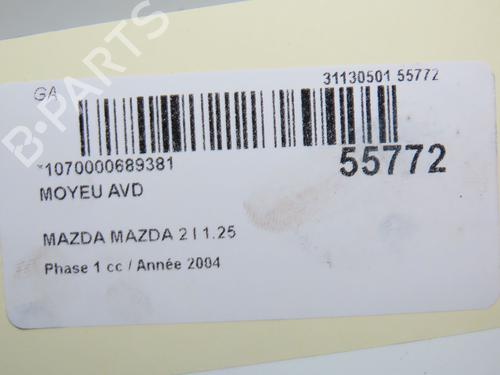 GA
31130501 55772
*1070000689381
55772
MOYEU AVD
MAZDA MAZDA 2 I 1.25
Phase 1 cc / Année 2004
B-PARTS